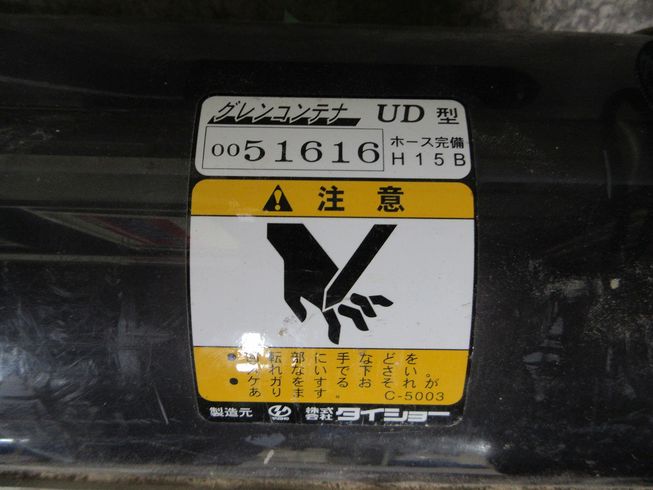 グレンコンテナ UD型
0051616 ホース完備
H15B
注意
● 回転部に手などを
入れないで下さい。
● ケガをするおそれが
あります。 C-5003
製造元 株式会社 タイショー